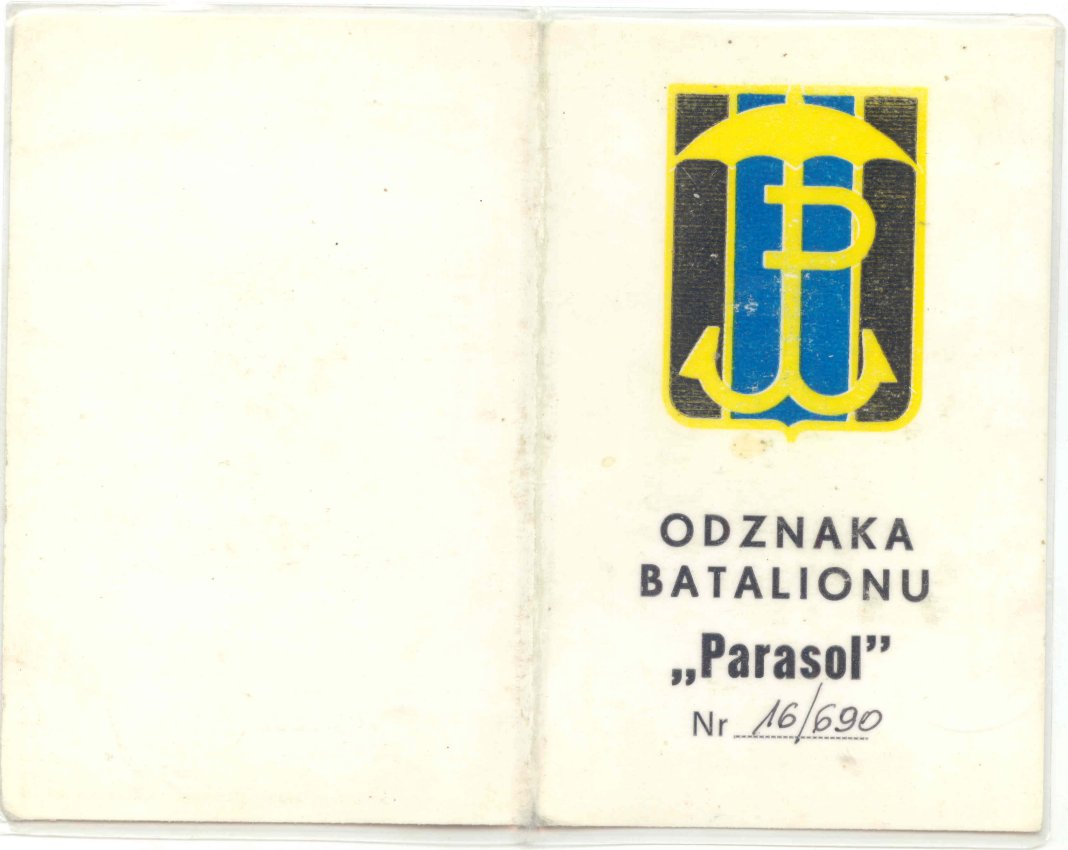 ODZNAKA
BATALIONU
„Parasol”
Nr 16/690